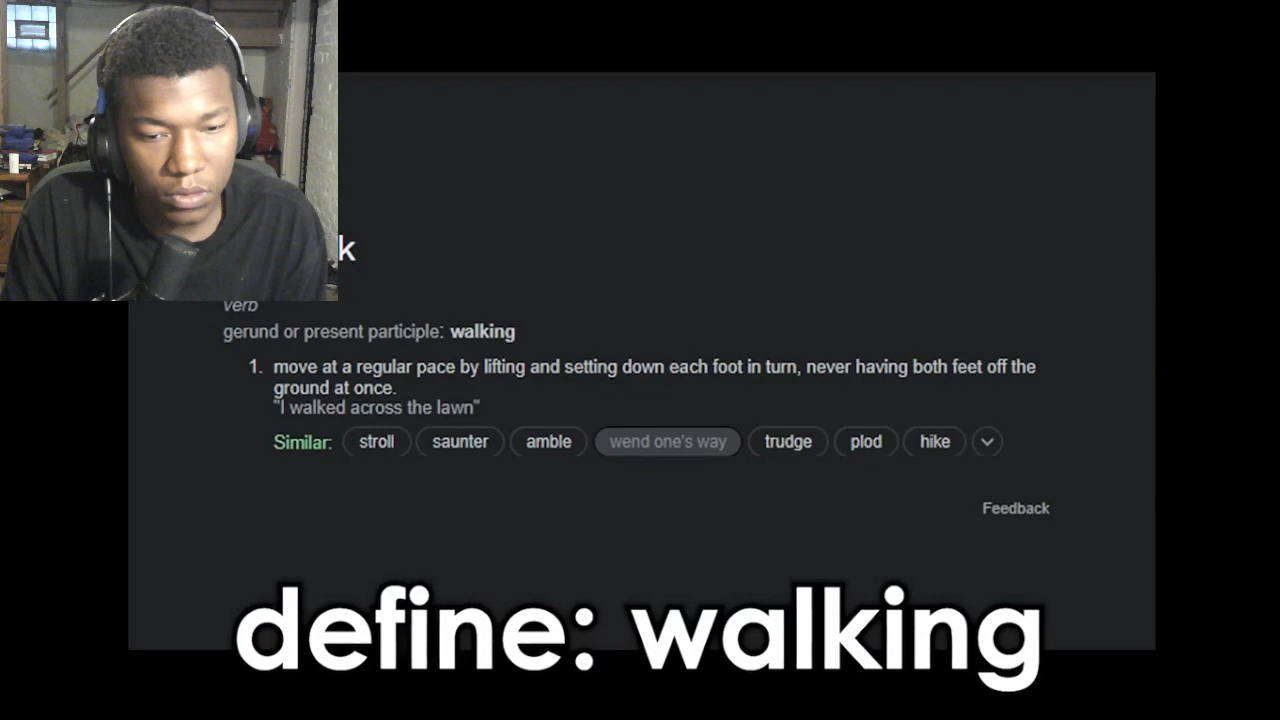 k
verb
gerund or present participle: walking
1. move at a regular pace by lifting and setting down each foot in turn, never having both feet off the
ground at once.
"I walked across the lawn"
Similar: stroll saunter amble wend one's way trudge plod hike
Feedback
define: walking